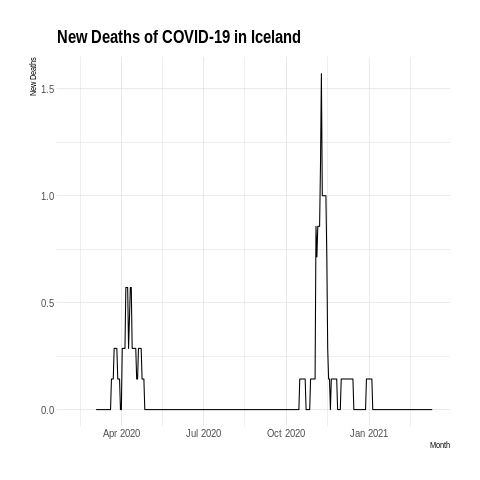 New Deaths of COVID-19 in Iceland
New Deaths
1.5
1.0
0.5
0.0
Apr 2020 Jul 2020 Oct 2020 Jan 2021
Month